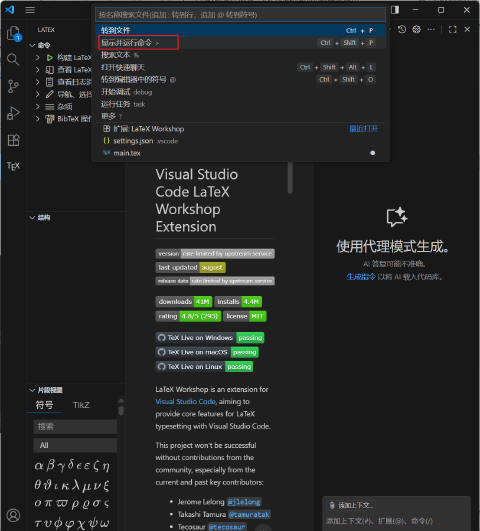 按名称搜索文件(追加 : 转到行，追加 @ 转到符号)
转到文件 Ctrl + P
显示并运行命令 > Ctrl + Shift + P
搜索文本 %
打开快速聊天 Ctrl + Shift + Alt + L
转到编辑器中的符号 @ Ctrl + Shift + O
开始调试 debug
运行任务 task
更多 ?
扩展: LaTeX Workshop 最近打开
settings.json .vscode
main.tex
LATEX
命令
构建 LaTeX
查看 LaTeX
查看日志
导航、选择
杂项
BibTeX 操作
TEX
结构
片段视图
符号 TikZ
搜索
All
α β γ δ ε ε ζ η
θ ϑ ι κ λ μ ν ξ
ο π ϖ ρ ϱ σ ς
τ υ φ φ χ ψ ω
Visual Studio
Code LaTeX
Workshop
Extension
version rate limited by upstream service
last updated august
release date rate limited by upstream service
downloads 41M installs 4.4M
rating 4.8/5 (293) license MIT
TeX Live on Windows passing
TeX Live on macOS passing
TeX Live on Linux passing
LaTeX Workshop is an extension for
Visual Studio Code, aiming to
provide core features for LaTeX
typesetting with Visual Studio Code.
This project won't be successful
without contributions from the
community, especially from the
current and past key contributors:
• Jerome Lelong @jlelong
• Takashi Tamura @tamuratak
• Tecosaur @tecosaur
使用代理模式生成。
AI 答复可能不准确。
生成指令 以将 AI 载入代码库。
添加上下文...
添加上下文(#)、扩展(@)、命令(/)